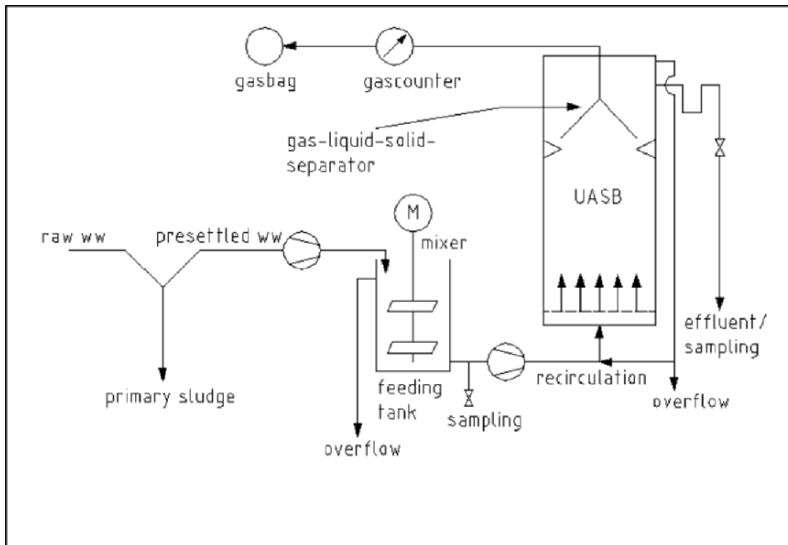 gasbag
gascounter
gas-liquid-solid-
separator
UASB
M
mixer
raw ww
presettled ww
primary sludge
feeding
tank
overflow
sampling
recirculation
effluent/
sampling
overflow